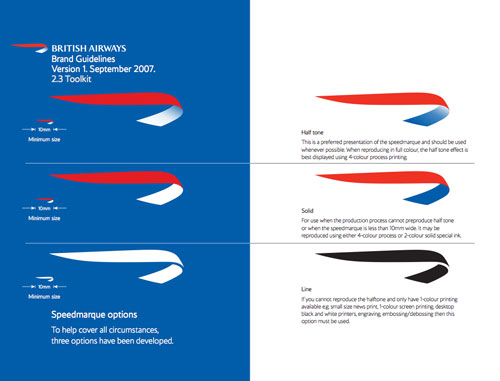 BRITISH AIRWAYS
Brand Guidelines
Version 1. September 2007.
2.3 Toolkit
10mm
Minimum size
Half tone
This is a preferred presentation of the speedmarque and should be used
whenever possible. When reproducing in full colour, the half tone effect is
best displayed using 4-colour process printing.
10mm
Minimum size
Solid
For use when the production process cannot preproduce half tone
or when the speedmarque is less than 10mm wide. It may be
reproduced using either 4-colour process or 2-colour solid special ink.
10mm
Minimum size
Line
If you cannot reproduce the halftone and only have 1-colour printing
available e.g. small size news print, 1-colour screen printing, desktop
black and white printers, engraving, embossing/debossing then this
option must be used.
Speedmarque options
To help cover all circumstances,
three options have been developed.